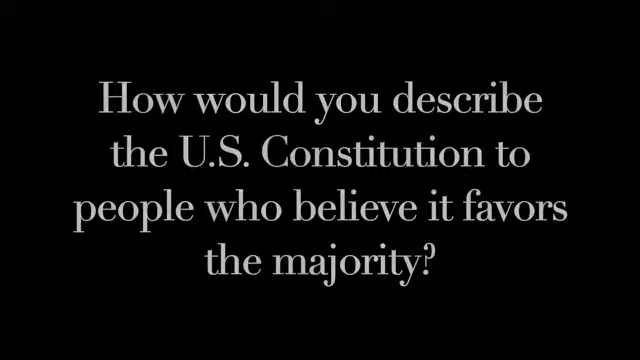 How would you describe
the U.S. Constitution to
people who believe it favors
the majority?